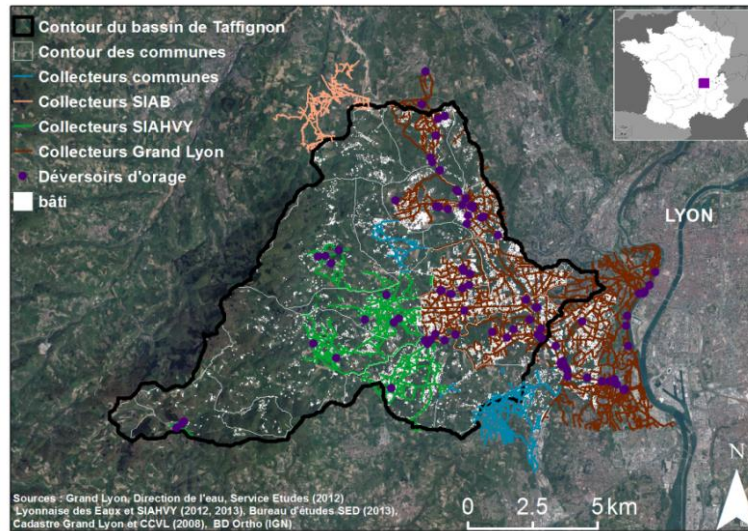 Contour du bassin de Taffignon
Contour des communes
Collecteurs communes
Collecteurs SIAB
Collecteurs SIAHVY
Collecteurs Grand Lyon
Déversoirs d'orage
bâti
LYON
N
Sources : Grand Lyon, Direction de l'eau, Service Etudes (2012)
Lyonnaise des Eaux et SIAHVY (2012, 2013), Bureau d'études SED (2013),
Cadastre Grand Lyon et CCVL (2008), BD Ortho (IGN)
0 2.5 5 km